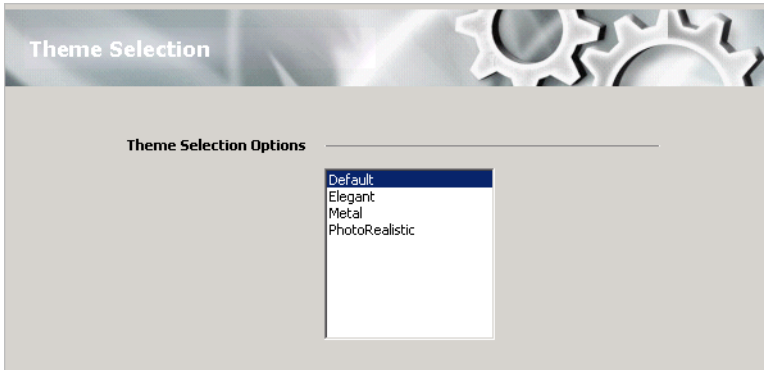 Theme Selection
Theme Selection Options
Default
Elegant
Metal
PhotoRealistic